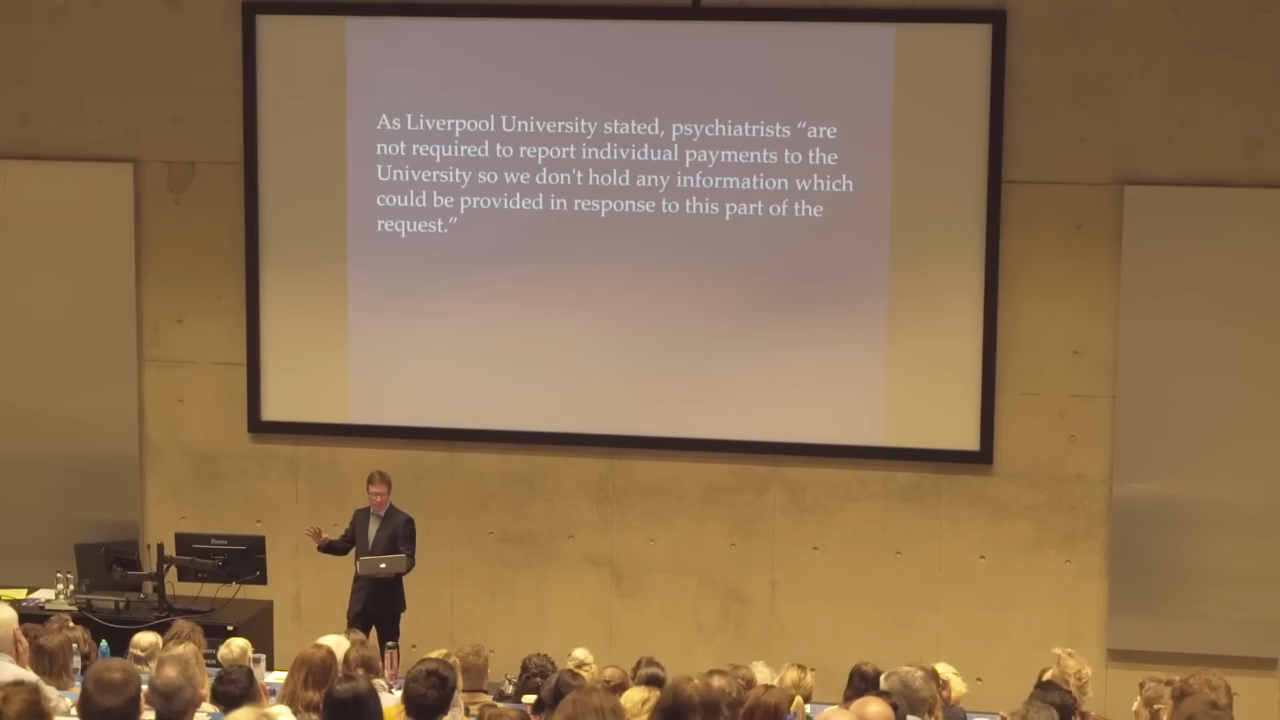 As Liverpool University stated, psychiatrists “are
not required to report individual payments to the
University so we don't hold any information which
could be provided in response to this part of the
request.”